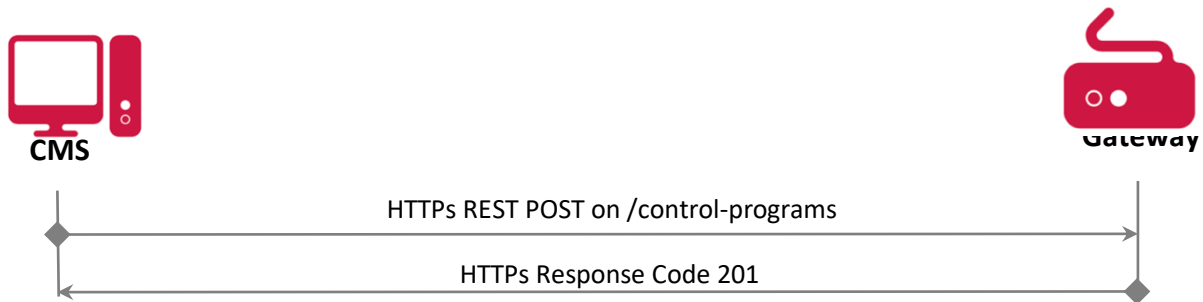 CMS
Gateway
HTTPs REST POST on /control-programs
HTTPs Response Code 201